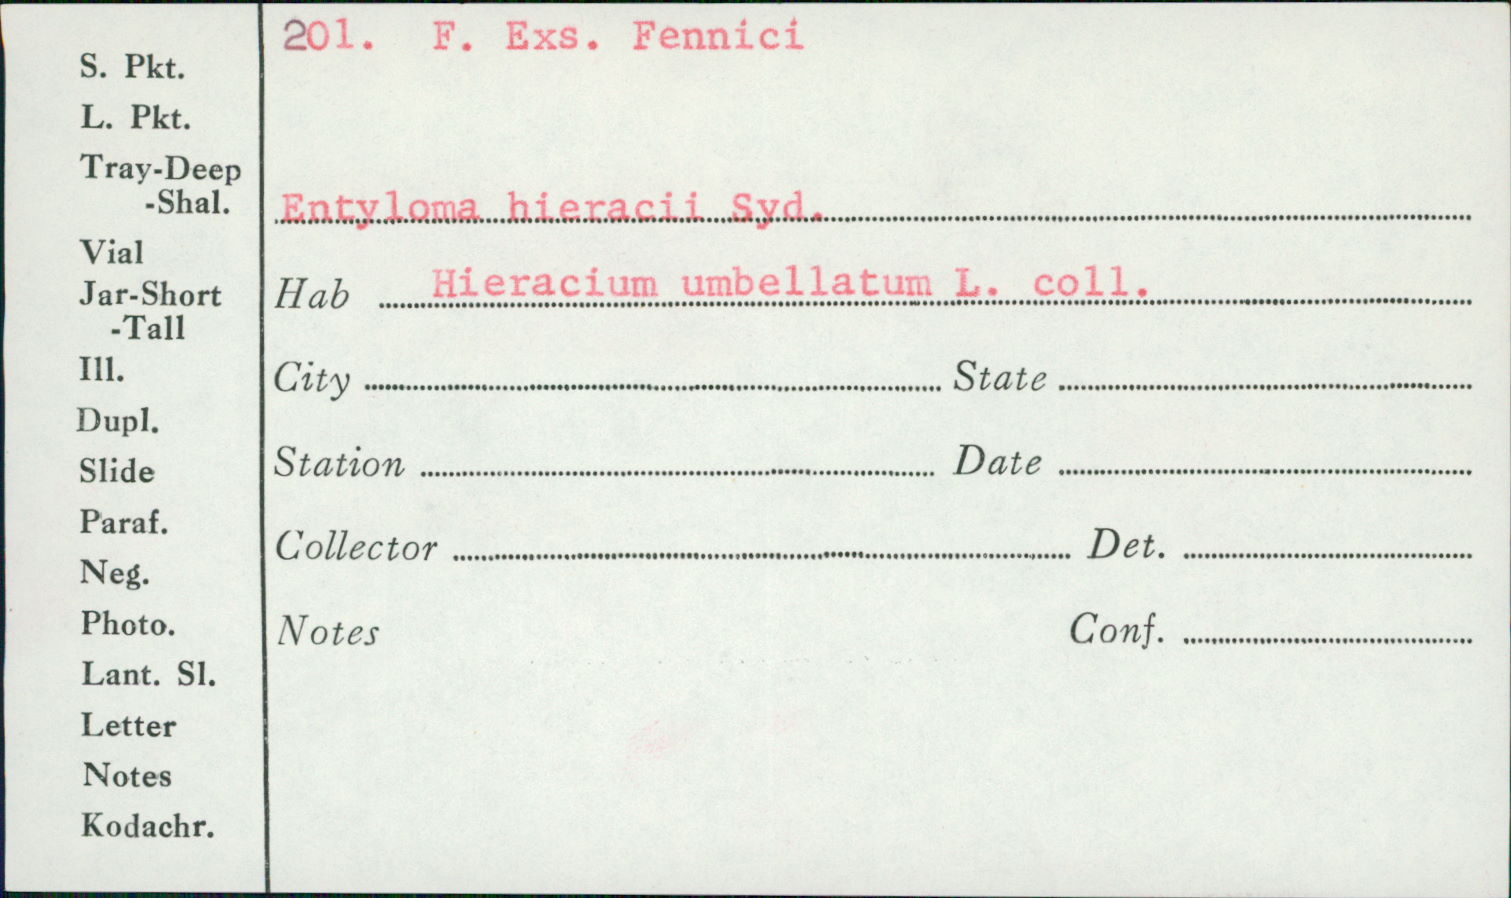 S. Pkt.
L. Pkt.
Tray-Deep
-Shal.
Vial
Jar-Short
-Tall
Ill.
Dupl.
Slide
Paraf.
Neg.
Photo.
Lant. Sl.
Letter
Notes
Kodachr.
201. F. Exs. Fennici
Entyloma hieracii Syd.
Hab Hieracium umbellatum L. coll.
City State
Station Date
Collector Det.
Notes Conf.